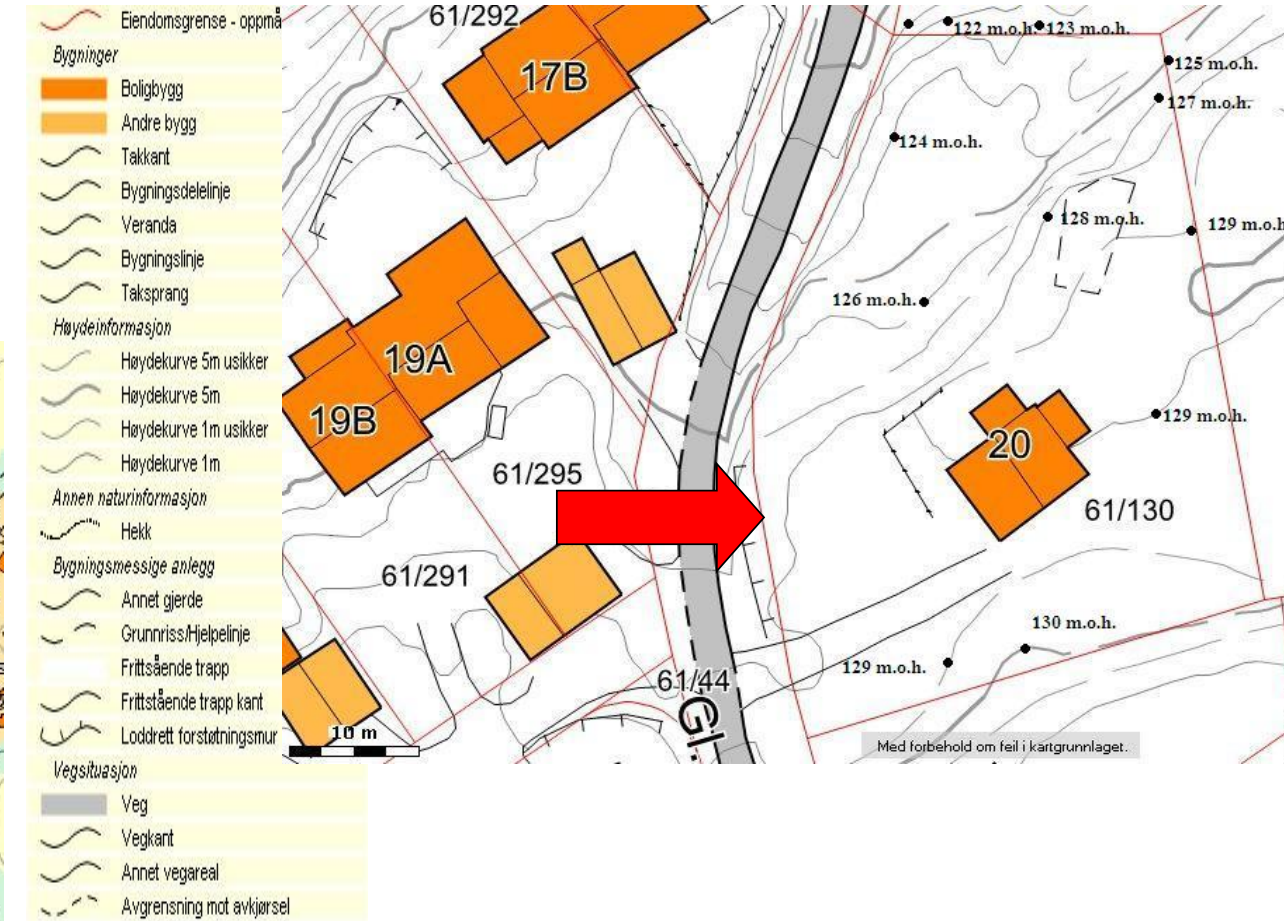 Eiendomsgrense - oppmå
Bygninger
Boligbygg
Andre bygg
Takkant
Bygningsdelelinje
Veranda
Bygningslinje
Taksprang
Høydeinformasjon
Høydekurve 5m usikker
Høydekurve 5m
Høydekurve 1m usikker
Høydekurve 1m
Annen naturinformasjon
Hekk
Bygningsmessige anlegg
Annet gjerde
Grunnriss/Hjelpelinje
Frittsående trapp
Frittstående trapp kant
Loddrett forstøtningsmur
Vegsituasjon
Veg
Vegkant
Annet vegareal
Avgrensning mot avkjørsel
61/292
17B
122 m.o.h.
123 m.o.h.
125 m.o.h.
127 m.o.h.
124 m.o.h.
128 m.o.h.
129 m.o.h
126 m.o.h.
19A
19B
129 m.o.h.
20
61/295
61/130
61/291
130 m.o.h.
129 m.o.h.
61/44
Gl.
10 m
Med forbehold om feil i kartgrunnlaget.